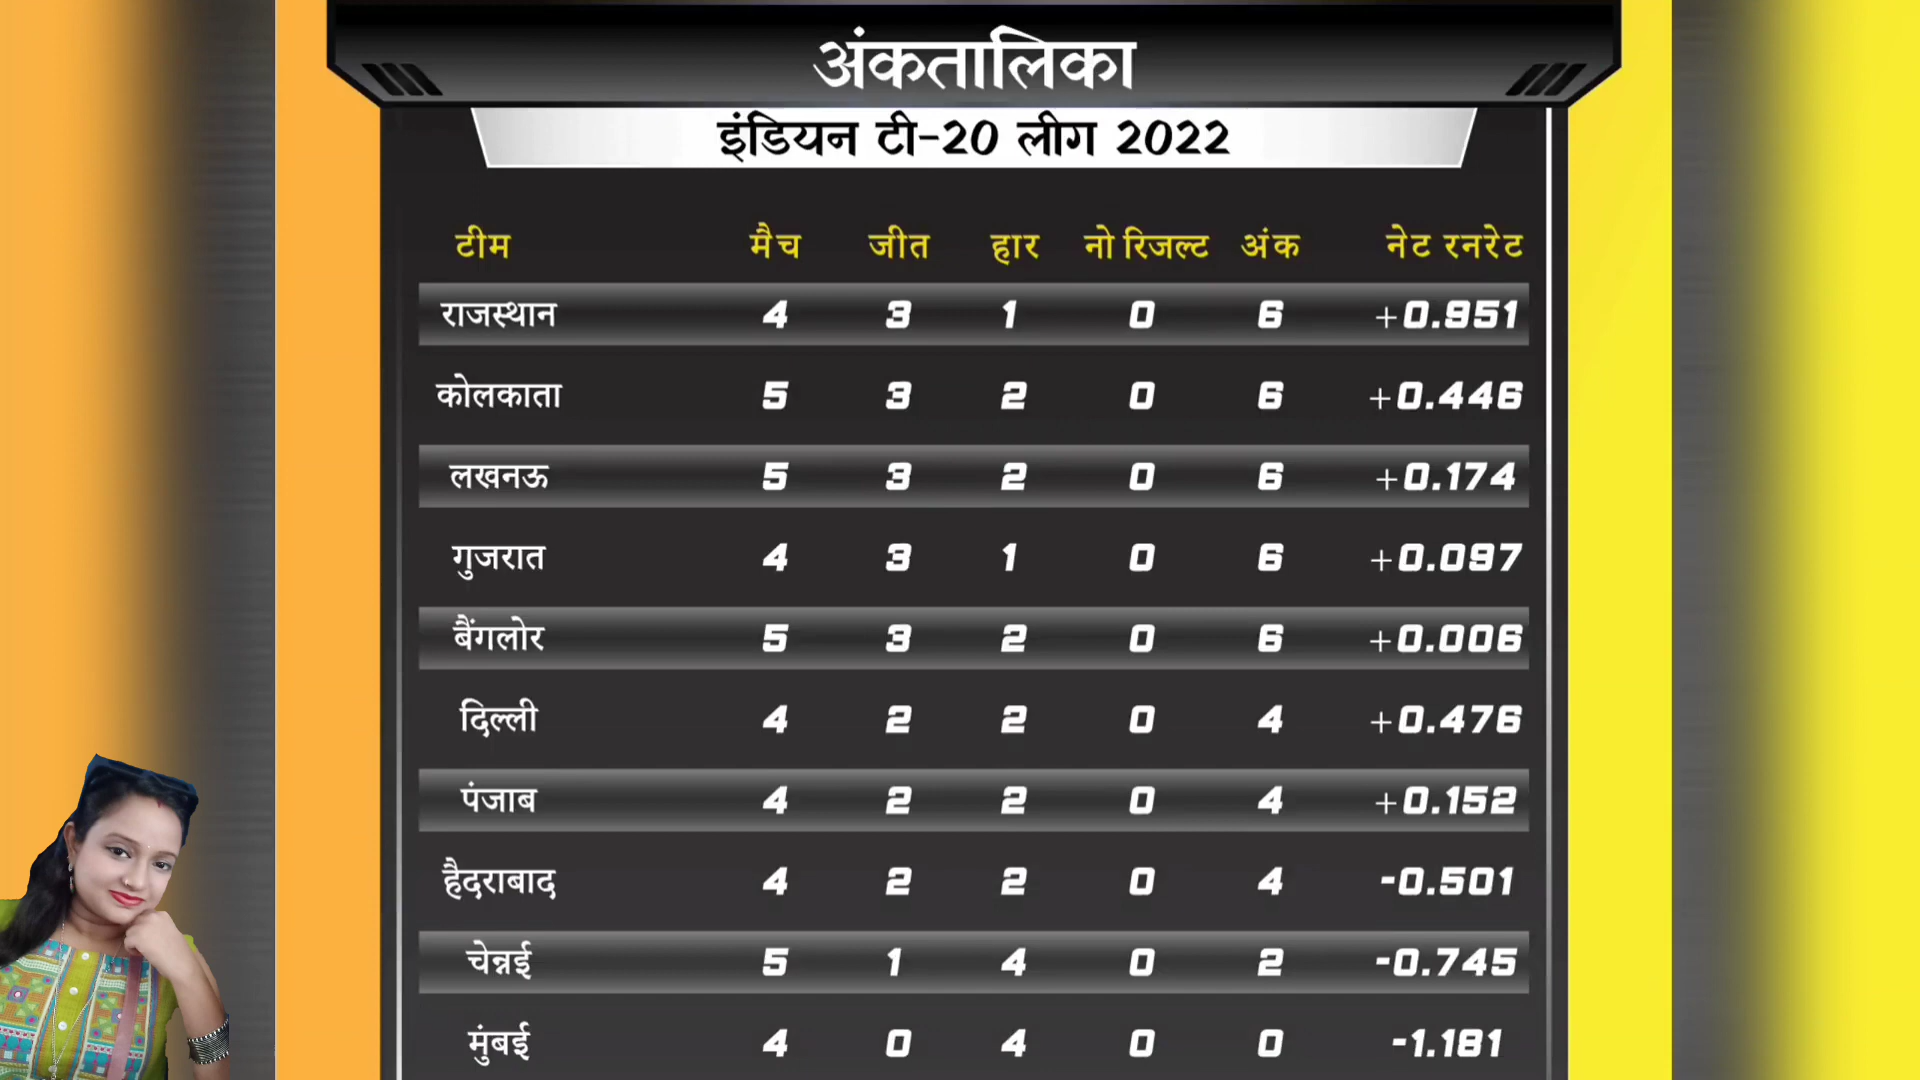 अंकतालिका
इंडियन टी-20 लीग 2022
टीम मैच जीत हार नो रिजल्ट अंक नेट रनरेट
राजस्थान 4 3 1 0 6 +0.951
कोलकाता 5 3 2 0 6 +0.446
लखनऊ 5 3 2 0 6 +0.174
गुजरात 4 3 1 0 6 +0.097
बैंगलोर 5 3 2 0 6 +0.006
दिल्ली 4 2 2 0 4 +0.476
पंजाब 4 2 2 0 4 +0.152
हैदराबाद 4 2 2 0 4 -0.501
चेन्नई 5 1 4 0 2 -0.745
मुंबई 4 0 4 0 0 -1.181